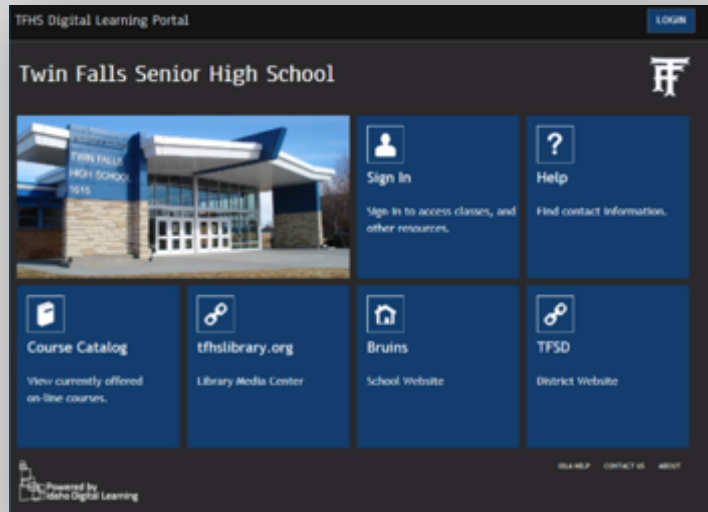 TFHS Digital Learning Portal
LOGIN
Twin Falls Senior High School
TF
TWIN FALLS
HIGH SCHOOL
1615
Sign In
Sign-in to access classes, and
other resources.
?
Help
Find contact information.
Course Catalog
View currently offered
on-line courses.
tfhslibrary.org
Library Media Center
Bruins
School Website
TFSD
District Website
Powered by
Idaho Digital Learning
IDLA HELP CONTACT US ABOUT